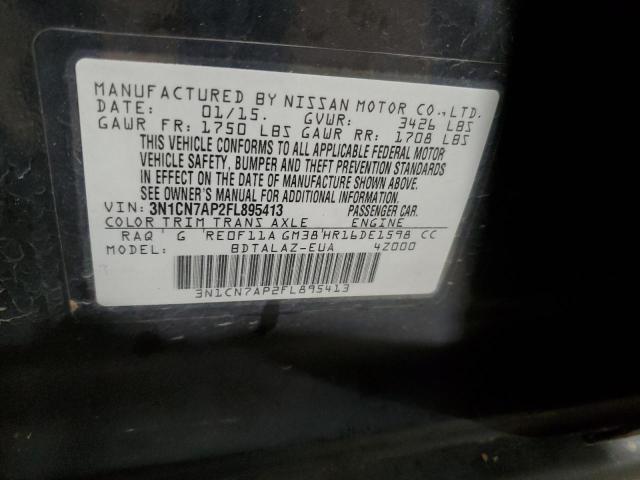 MANUFACTURED BY NISSAN MOTOR CO.,LTD.
DATE: 01/15. GVWR: 3426 LBS
GAWR FR: 1750 LBS GAWR RR: 1708 LBS
THIS VEHICLE CONFORMS TO ALL APPLICABLE FEDERAL MOTOR
VEHICLE SAFETY, BUMPER AND THEFT PREVENTION STANDARDS
IN EFFECT ON THE DATE OF MANUFACTURE SHOWN ABOVE.
SEE OWNER'S MANUAL FOR ADDITIONAL INFORMATION.
VIN: 3N1CN7AP2FL895413 PASSENGER CAR.
COLOR TRIM TRANS AXLE ENGINE
RAQ ' G 'RE0F11A GM38'HR16DE1598 CC
MODEL: BDTALAZ-EUA 4Z000
3N1CN7AP2FL895413